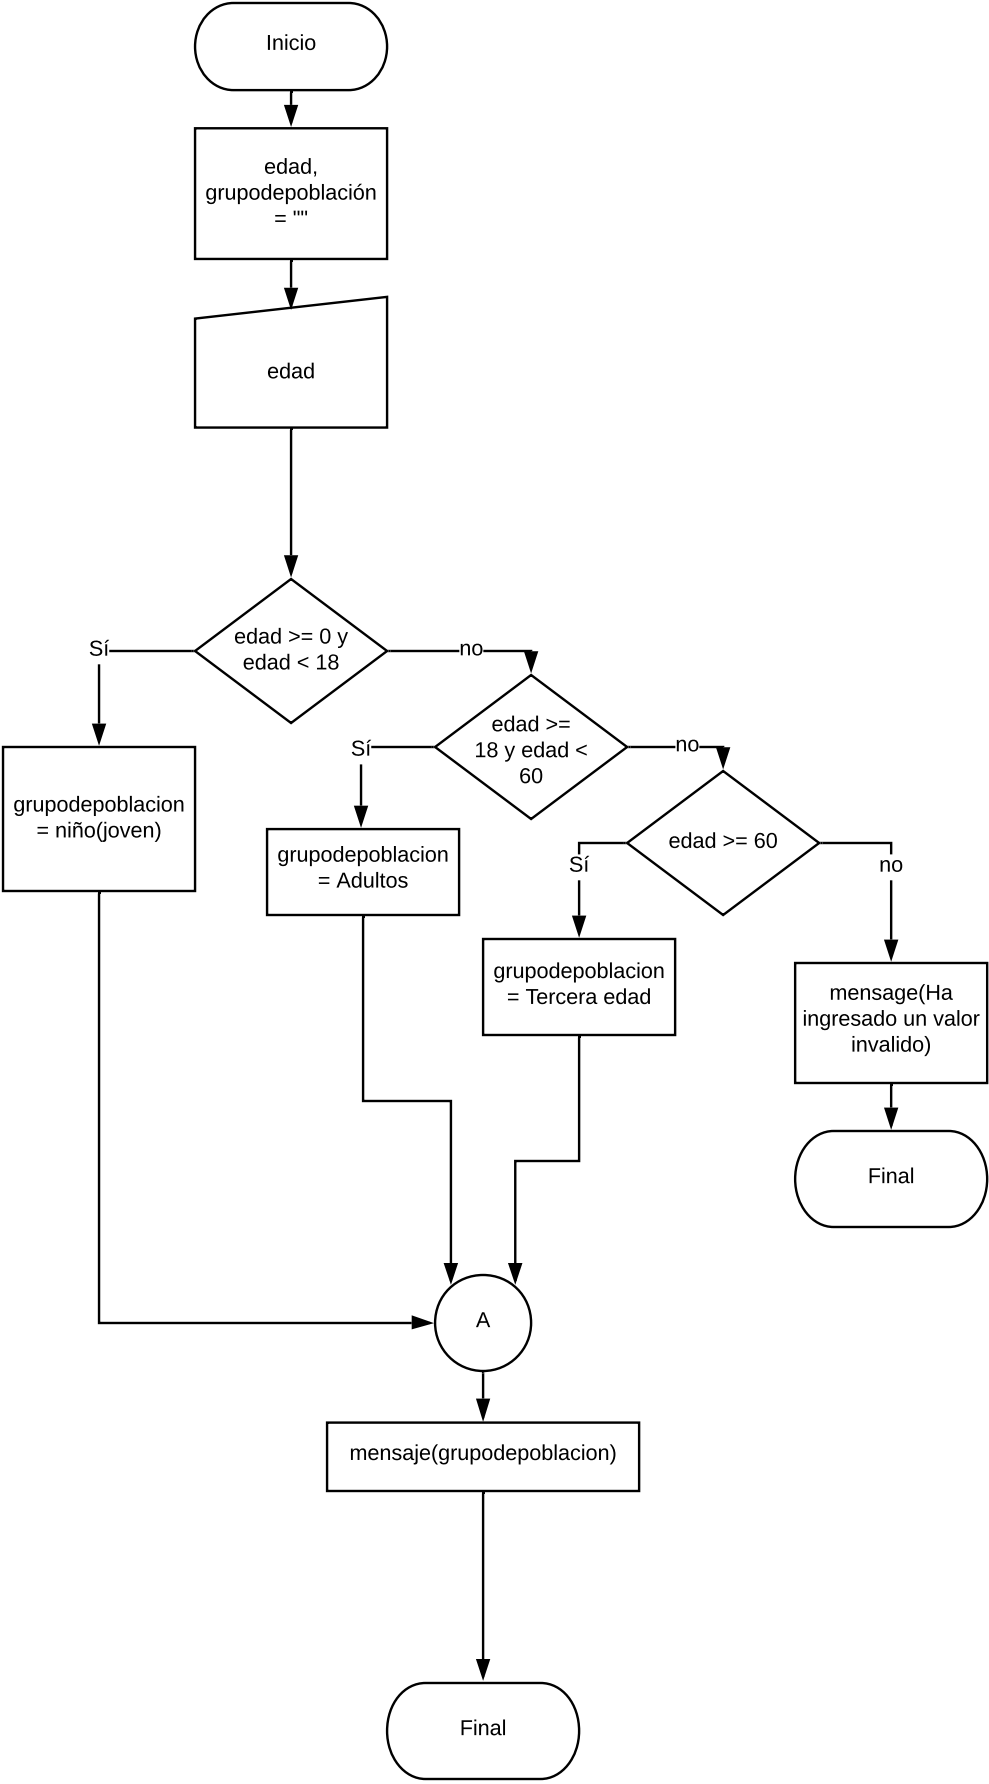 Inicio
edad,
grupodepoblación
= ""
edad
edad >= 0 y
edad < 18
Sí
no
edad >=
18 y edad <
60
Sí
no
edad >= 60
Sí
no
grupodepoblacion
= niño(joven)
grupodepoblacion
= Adultos
grupodepoblacion
= Tercera edad
mensage(Ha
ingresado un valor
invalido)
Final
A
mensaje(grupodepoblacion)
Final